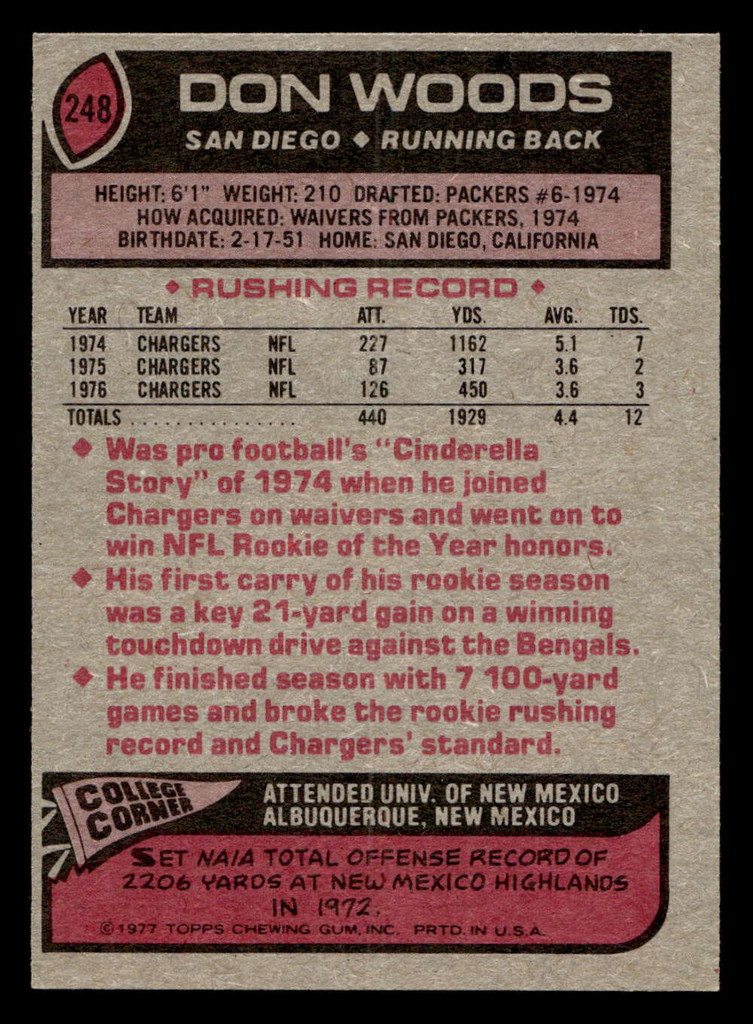 248
DON WOODS
SAN DIEGO ◆ RUNNING BACK
HEIGHT: 6'1" WEIGHT: 210 DRAFTED: PACKERS #6-1974
HOW ACQUIRED: WAIVERS FROM PACKERS, 1974
BIRTHDATE: 2-17-51 HOME: SAN DIEGO, CALIFORNIA
◆ RUSHING RECORD ◆
YEAR TEAM ATT. YDS. AVG. TDS.
1974 CHARGERS NFL 227 1162 5.1 7
1975 CHARGERS NFL 87 317 3.6 2
1976 CHARGERS NFL 126 450 3.6 3
TOTALS . . . . . . . . . . . . . . . 440 1929 4.4 12
◆ Was pro football's "Cinderella
Story" of 1974 when he joined
Chargers on waivers and went on to
win NFL Rookie of the Year honors.
◆ His first carry of his rookie season
was a key 21-yard gain on a winning
touchdown drive against the Bengals.
◆ He finished season with 7 100-yard
games and broke the rookie rushing
record and Chargers' standard.
COLLEGE
CORNER
ATTENDED UNIV. OF NEW MEXICO
ALBUQUERQUE, NEW MEXICO
SET NAIA TOTAL OFFENSE RECORD OF
2206 YARDS AT NEW MEXICO HIGHLANDS
IN 1972.
©1977 TOPPS CHEWING GUM, INC. PRTD. IN U.S.A.